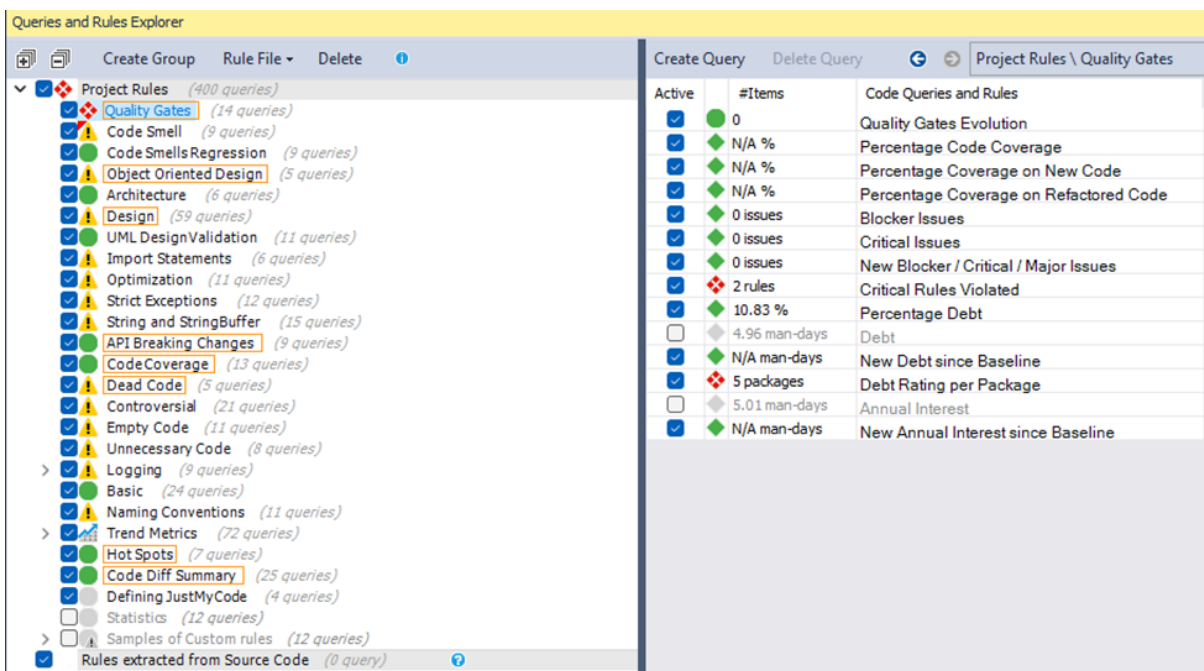 Queries and Rules Explorer
Create Group Rule File Delete
Project Rules (400 queries)
Quality Gates (14 queries)
Code Smell (9 queries)
Code Smells Regression (9 queries)
Object Oriented Design (5 queries)
Architecture (6 queries)
Design (59 queries)
UML Design Validation (11 queries)
Import Statements (6 queries)
Optimization (11 queries)
Strict Exceptions (12 queries)
String and StringBuffer (15 queries)
API Breaking Changes (9 queries)
Code Coverage (13 queries)
Dead Code (5 queries)
Controversial (21 queries)
Empty Code (11 queries)
Unnecessary Code (8 queries)
Logging (9 queries)
Basic (24 queries)
Naming Conventions (11 queries)
Trend Metrics (72 queries)
Hot Spots (7 queries)
Code Diff Summary (25 queries)
Defining JustMyCode (4 queries)
Statistics (12 queries)
Samples of Custom rules (12 queries)
Rules extracted from Source Code (0 query)
Create Query Delete Query Project Rules \ Quality Gates
Active #Items Code Queries and Rules
0 Quality Gates Evolution
N/A % Percentage Code Coverage
N/A % Percentage Coverage on New Code
N/A % Percentage Coverage on Refactored Code
0 issues Blocker Issues
0 issues Critical Issues
0 issues New Blocker / Critical / Major Issues
2 rules Critical Rules Violated
10.83 % Percentage Debt
4.96 man-days Debt
N/A man-days New Debt since Baseline
5 packages Debt Rating per Package
5.01 man-days Annual Interest
N/A man-days New Annual Interest since Baseline